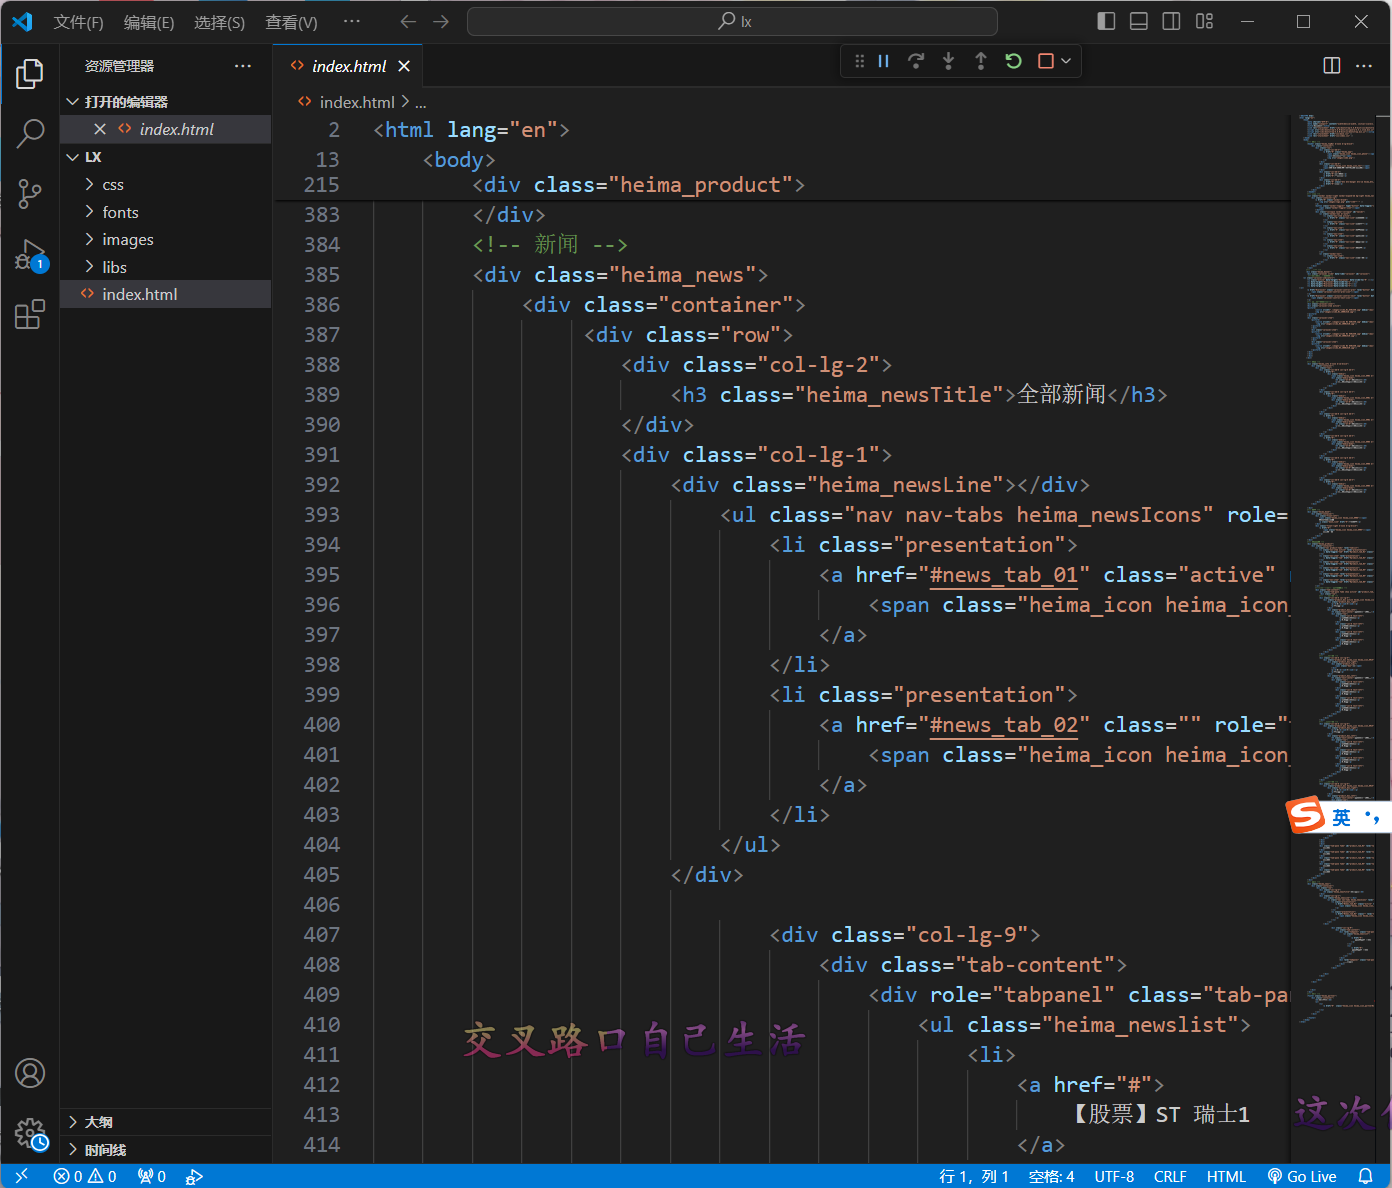 文件(F) 编辑(E) 选择(S) 查看(V) ··· lx
资源管理器 ···
index.html
打开的编辑器
index.html
LX
css
fonts
images
libs
index.html
大纲
时间线
index.html > ...
2 <html lang="en">
13 <body>
215 <div class="heima_product">
383 </div>
384 <!-- 新闻 -->
385 <div class="heima_news">
386 <div class="container">
387 <div class="row">
388 <div class="col-lg-2">
389 <h3 class="heima_newsTitle">全部新闻</h3>
390 </div>
391 <div class="col-lg-1">
392 <div class="heima_newsLine"></div>
393 <ul class="nav nav-tabs heima_newsIcons" role=
394 <li class="presentation">
395 <a href="#news_tab_01" class="active"
396 <span class="heima_icon heima_icon_
397 </a>
398 </li>
399 <li class="presentation">
400 <a href="#news_tab_02" class="" role="
401 <span class="heima_icon heima_icon_
402 </a>
403 </li>
404 </ul>
405 </div>
406
407 <div class="col-lg-9">
408 <div class="tab-content">
409 <div role="tabpanel" class="tab-pa
410 <ul class="heima_newslist">
411 <li>
412 <a href="#">
413 【股票】ST 瑞士1
414 </a>
交叉路口自己生活
这次
英
1
0 0 0
行 1, 列 1 空格: 4 UTF-8 CRLF HTML Go Live